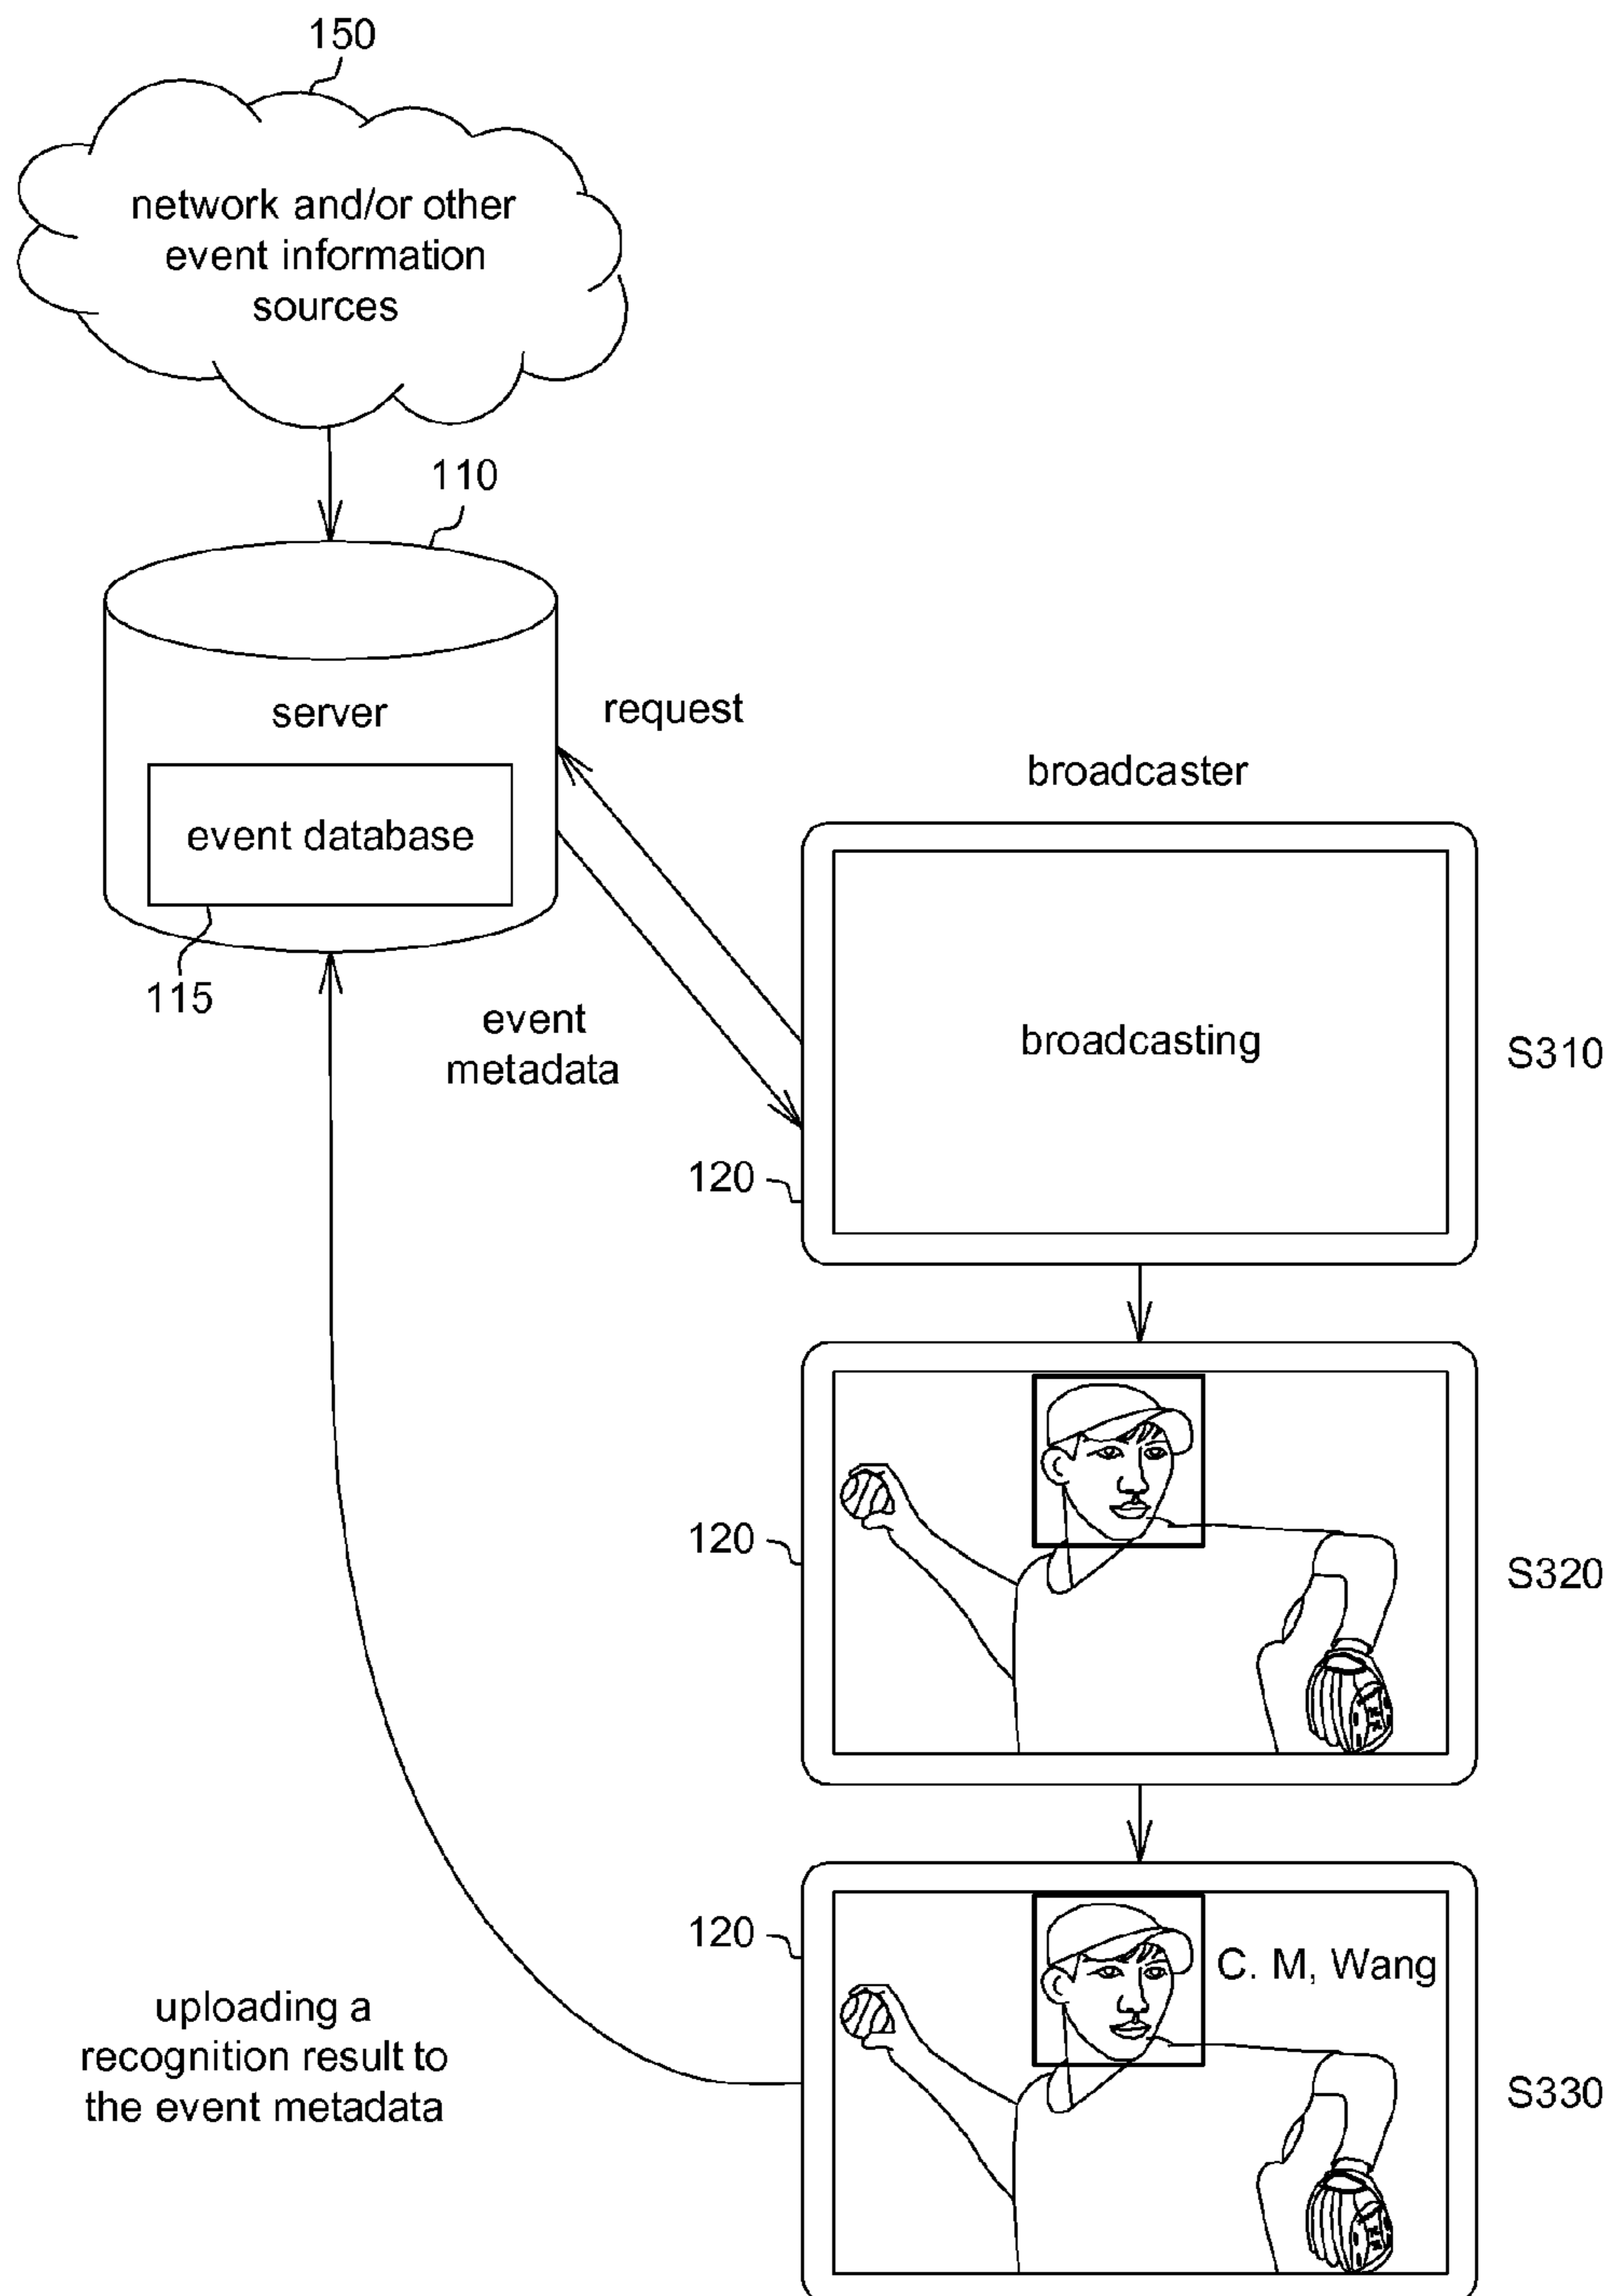 150
network and/or other
event information
sources
110
server
request
event database
115
broadcaster
event
metadata
broadcasting
S310
120
120
S320
120
C. M, Wang
uploading a
recognition result to
the event metadata
S330